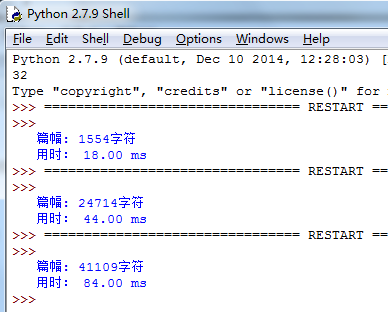 Python 2.7.9 Shell
File Edit Shell Debug Options Windows Help
Python 2.7.9 (default, Dec 10 2014, 12:28:03) [
32
Type "copyright", "credits" or "license()" for
>>> ================================ RESTART ==
>>>
篇幅: 1554字符
用时: 18.00 ms
>>> ================================ RESTART ==
>>>
篇幅: 24714字符
用时: 44.00 ms
>>> ================================ RESTART ==
>>>
篇幅: 41109字符
用时: 84.00 ms
>>>